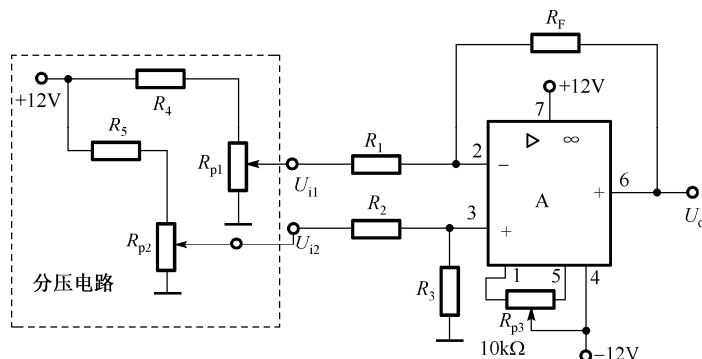 R_F
+12V
R_4
+12V
7
R_5
▷ ∞
R_p1
R_1
2
−
6
U_i1
+
R_2
3
A
U_o
R_p2
U_i2
+
分压电路
R_3
1
5
4
R_p3
10kΩ
−12V